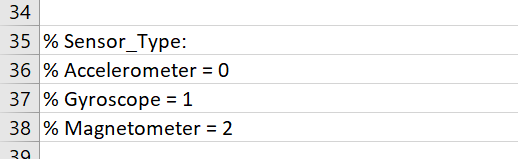 34
35 % Sensor_Type:
36 % Accelerometer = 0
37 % Gyroscope = 1
38 % Magnetometer = 2
39